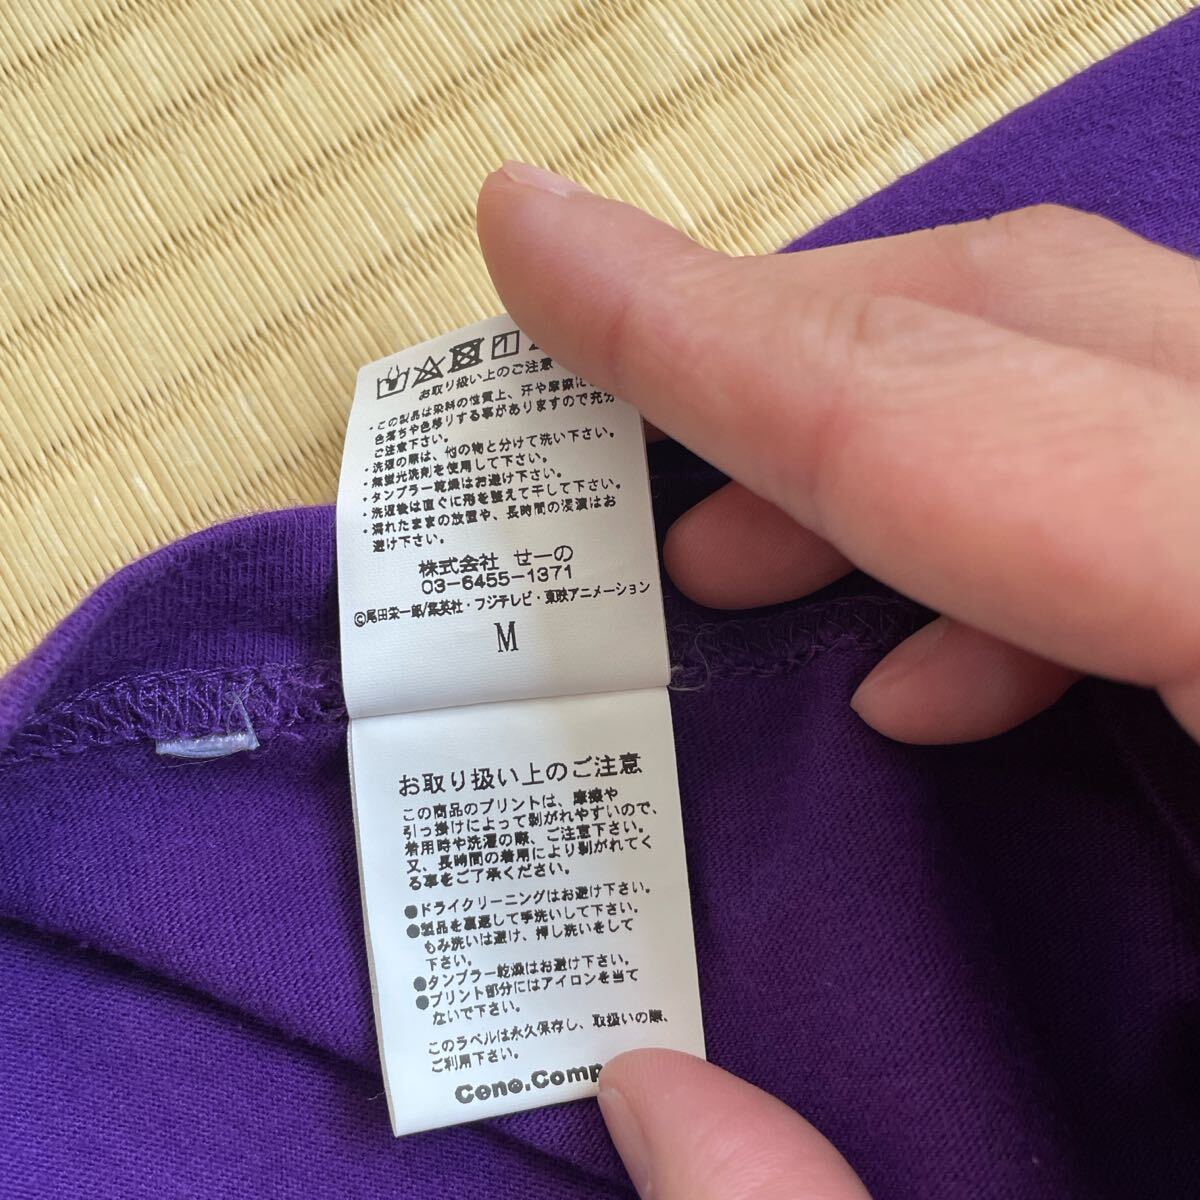 お取り扱い上のご注意
・この製品は染料の性質上、汗や摩擦に
色落ちや色移りする事がありますので充分
ご注意下さい。
・洗濯の際は、他の物と分けて洗い下さい。
・無蛍光洗剤を使用して下さい。
・タンブラー乾燥はお避け下さい。
・洗濯後は直ぐに形を整えて干して下さい。
・濡れたままの放置や、長時間の浸漬はお
避け下さい。
株式会社 せーの
03-6455-1371
©尾田栄一郎/集英社・フジテレビ・東映アニメーション
M
お取り扱い上のご注意
この商品のプリントは、摩擦や
引っ掛けによって剥がれやすいので、
着用時や洗濯の際、ご注意下さい。
又、長時間の着用により剥がれてく
る事をご了承ください。
●ドライクリーニングはお避け下さい。
●製品を裏返して手洗いして下さい。
もみ洗いは避け、押し洗いをして
下さい。
●タンブラー乾燥はお避け下さい。
●プリント部分にはアイロンを当て
ないで下さい。
このラベルは永久保存し、取扱いの際、
ご利用下さい。
Ceno.Comp